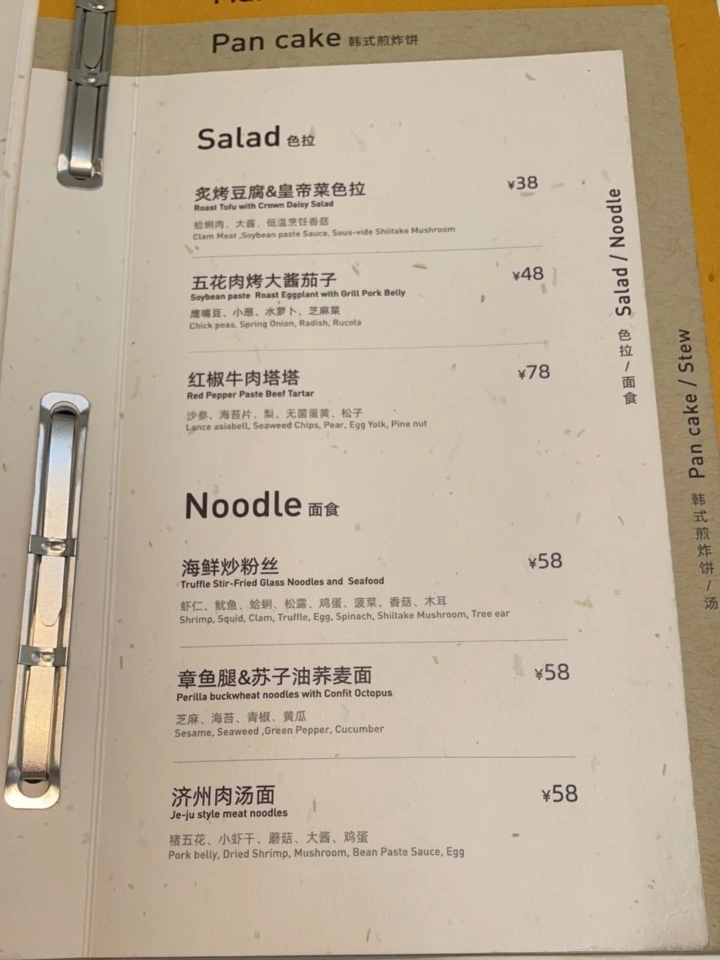 Pan cake 韩式煎炸饼
Salad 色拉
炙烤豆腐&皇帝菜色拉 ¥38
Roast Tofu with Crown Daisy Salad
蛤蜊肉、大酱、低温烹饪香菇
Clam Meat ,Soybean paste Sauce, Sous-vide Shiitake Mushroom
五花肉烤大酱茄子 ¥48
Soybean paste Roast Eggplant with Grill Pork Belly
鹰嘴豆、小葱、水萝卜、芝麻菜
Chick peas, Spring Onion, Radish, Rucola
红椒牛肉塔塔 ¥78
Red Pepper Paste Beef Tartar
沙参、海苔片、梨、无菌蛋黄、松子
Lance asiabell, Seaweed Chips, Pear, Egg Yolk, Pine nut
Noodle 面食
海鲜炒粉丝 ¥58
Truffle Stir-Fried Glass Noodles and Seafood
虾仁、鱿鱼、蛤蜊、松露、鸡蛋、菠菜、香菇、木耳
Shrimp, Squid, Clam, Truffle, Egg, Spinach, Shiitake Mushroom, Tree ear
章鱼腿&苏子油荞麦面 ¥58
Perilla buckwheat noodles with Confit Octopus
芝麻、海苔、青椒、黄瓜
Sesame, Seaweed ,Green Pepper, Cucumber
济州肉汤面 ¥58
Je-ju style meat noodles
猪五花、小虾干、蘑菇、大酱、鸡蛋
Pork belly, Dried Shrimp, Mushroom, Bean Paste Sauce, Egg
Salad / Noodle 色拉/面食
Pan cake / Stew 韩式煎炸饼/汤